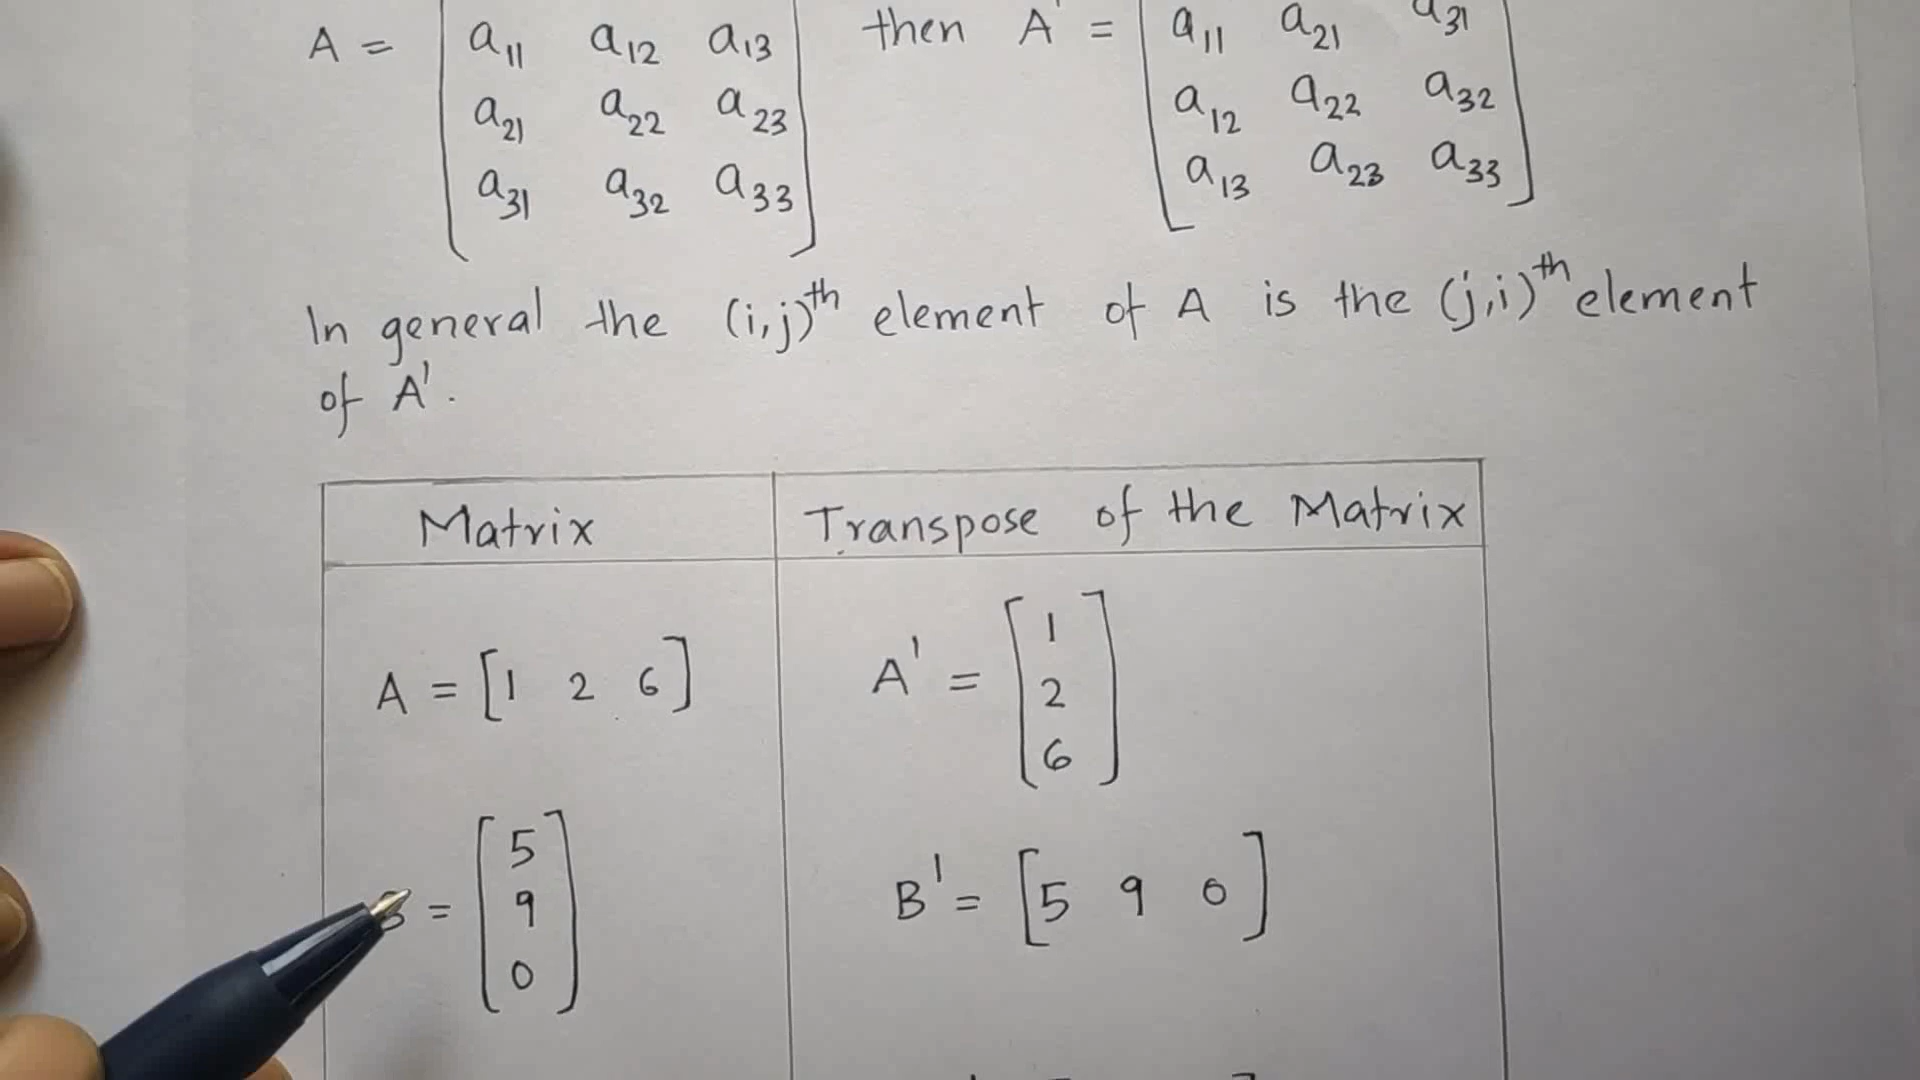 A = [ a11 a12 a13 then A' = [ a11 a21 a31
a21 a22 a23 a12 a22 a32
a31 a32 a33 ] a13 a23 a33 ]
In general the (i,j)th element of A is the (j,i)th element
of A'.
Matrix Transpose of the Matrix
A = [1 2 6] A' = [1
2
6]
B = [5
9
0] B' = [5 9 0]